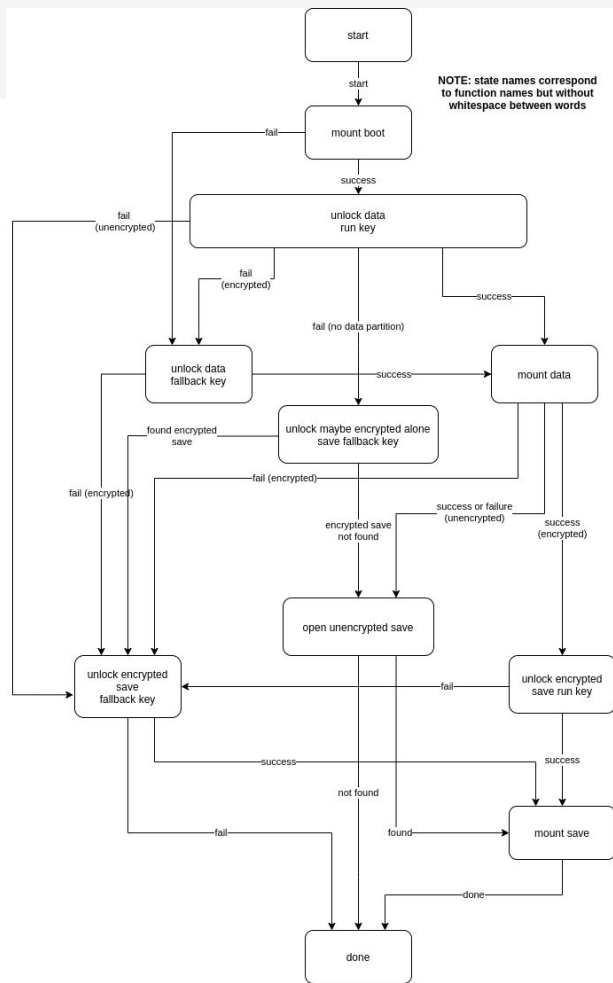 start
NOTE: state names correspond
to function names but without
whitespace between words
start
fail
mount boot
success
fail
(unencrypted)
unlock data
run key
fail
(encrypted)
success
fail (no data partition)
unlock data
fallback key
success
mount data
found encrypted
save
unlock maybe encrypted alone
save fallback key
fail (encrypted)
fail (encrypted)
success or failure
(unencrypted)
encrypted save
not found
success
(encrypted)
open unencrypted save
unlock encrypted
save
fallback key
fail
unlock encrypted
save run key
success
success
not found
fail
found
mount save
done
done